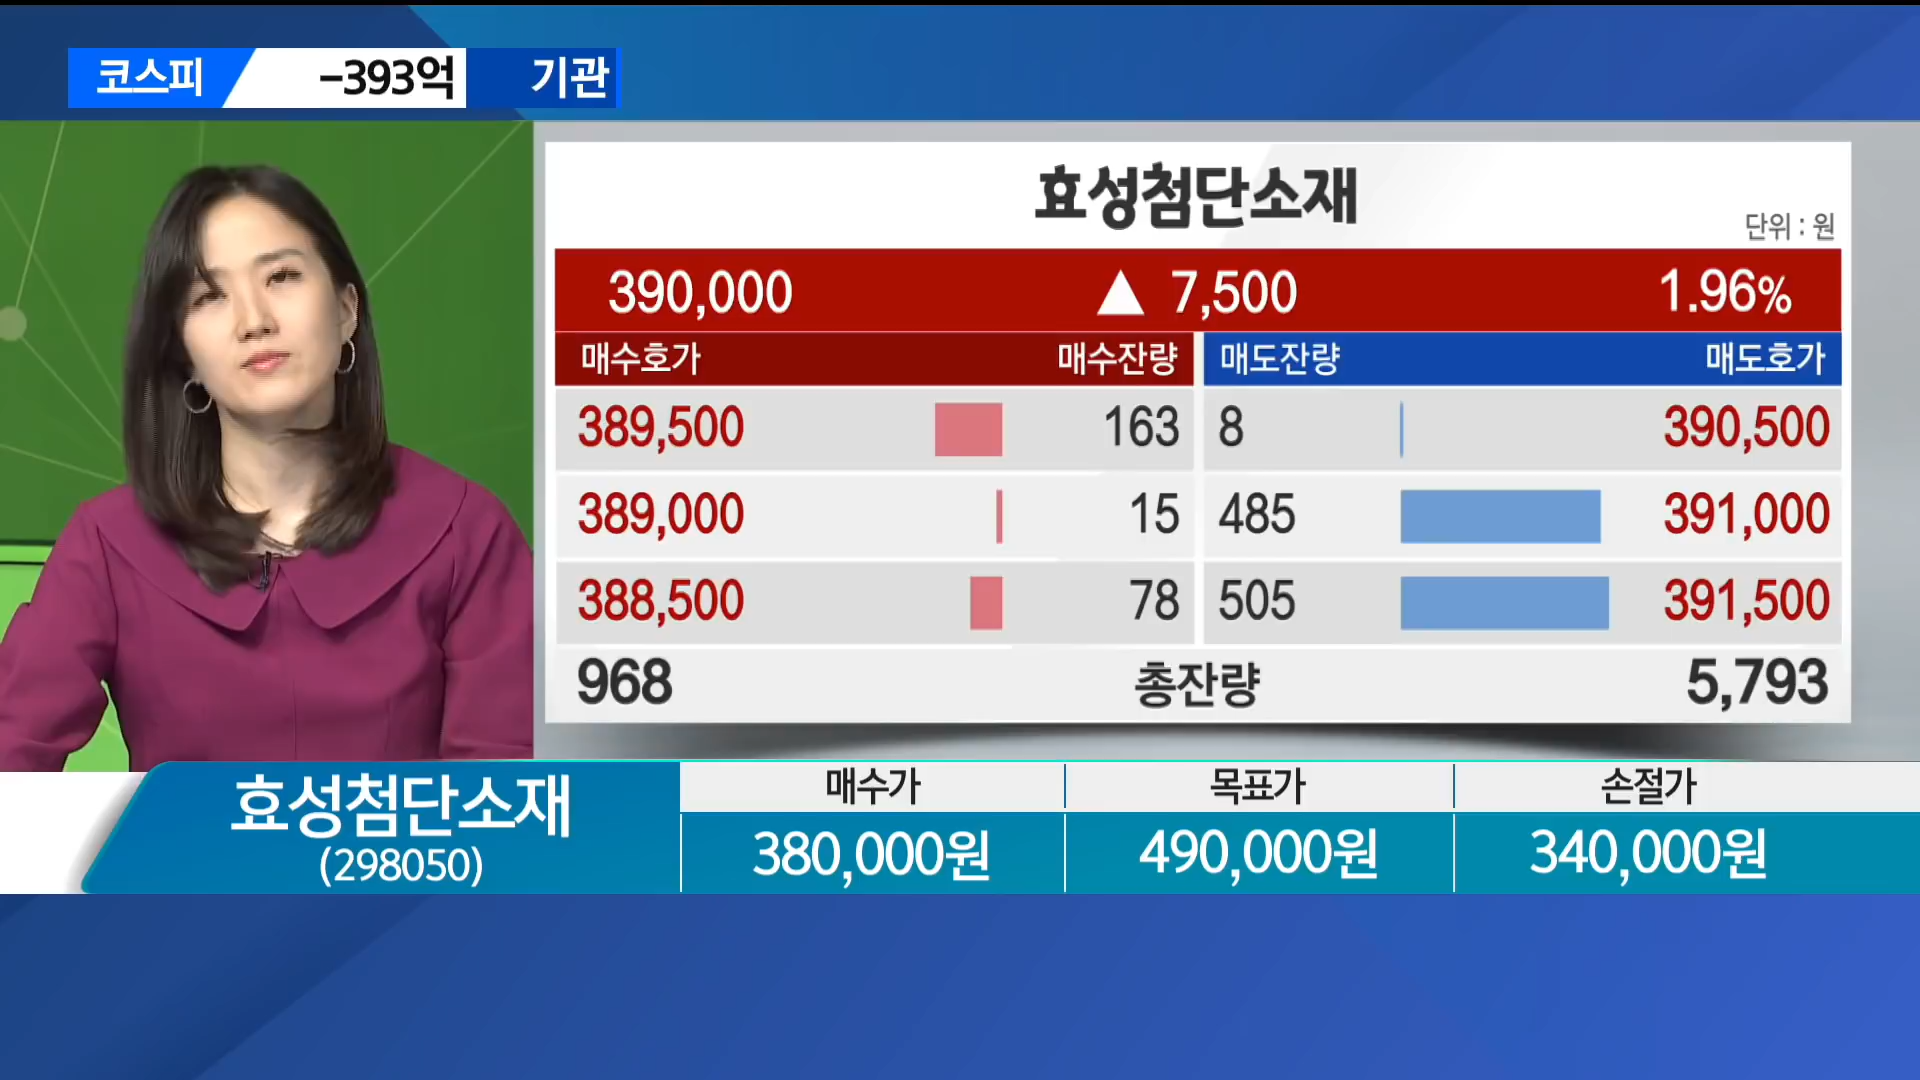 코스피 -393억 기관
효성첨단소재
단위 : 원
390,000 ▲ 7,500 1.96%
매수호가 매수잔량 매도잔량 매도호가
389,500 163 8 390,500
389,000 15 485 391,000
388,500 78 505 391,500
968 총잔량 5,793
효성첨단소재
(298050)
매수가 목표가 손절가
380,000원 490,000원 340,000원